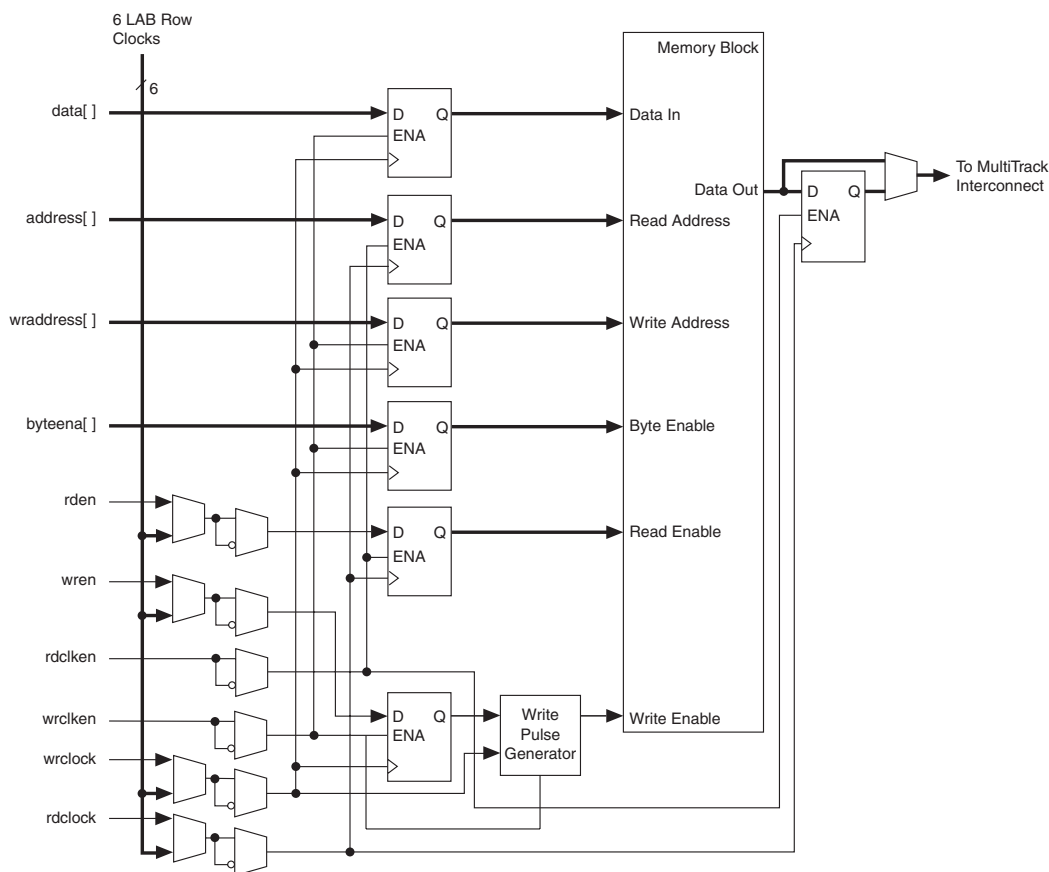 6 LAB Row
Clocks
6
Memory Block
data[ ]
D Q
ENA
Data In
To MultiTrack
Interconnect
Data Out
D Q
ENA
address[ ]
D Q
ENA
Read Address
wraddress[ ]
D Q
ENA
Write Address
byteena[ ]
D Q
ENA
Byte Enable
rden
D Q
ENA
Read Enable
wren
rdclken
wrclken
D Q
ENA
Write
Pulse
Generator
Write Enable
wrclock
rdclock